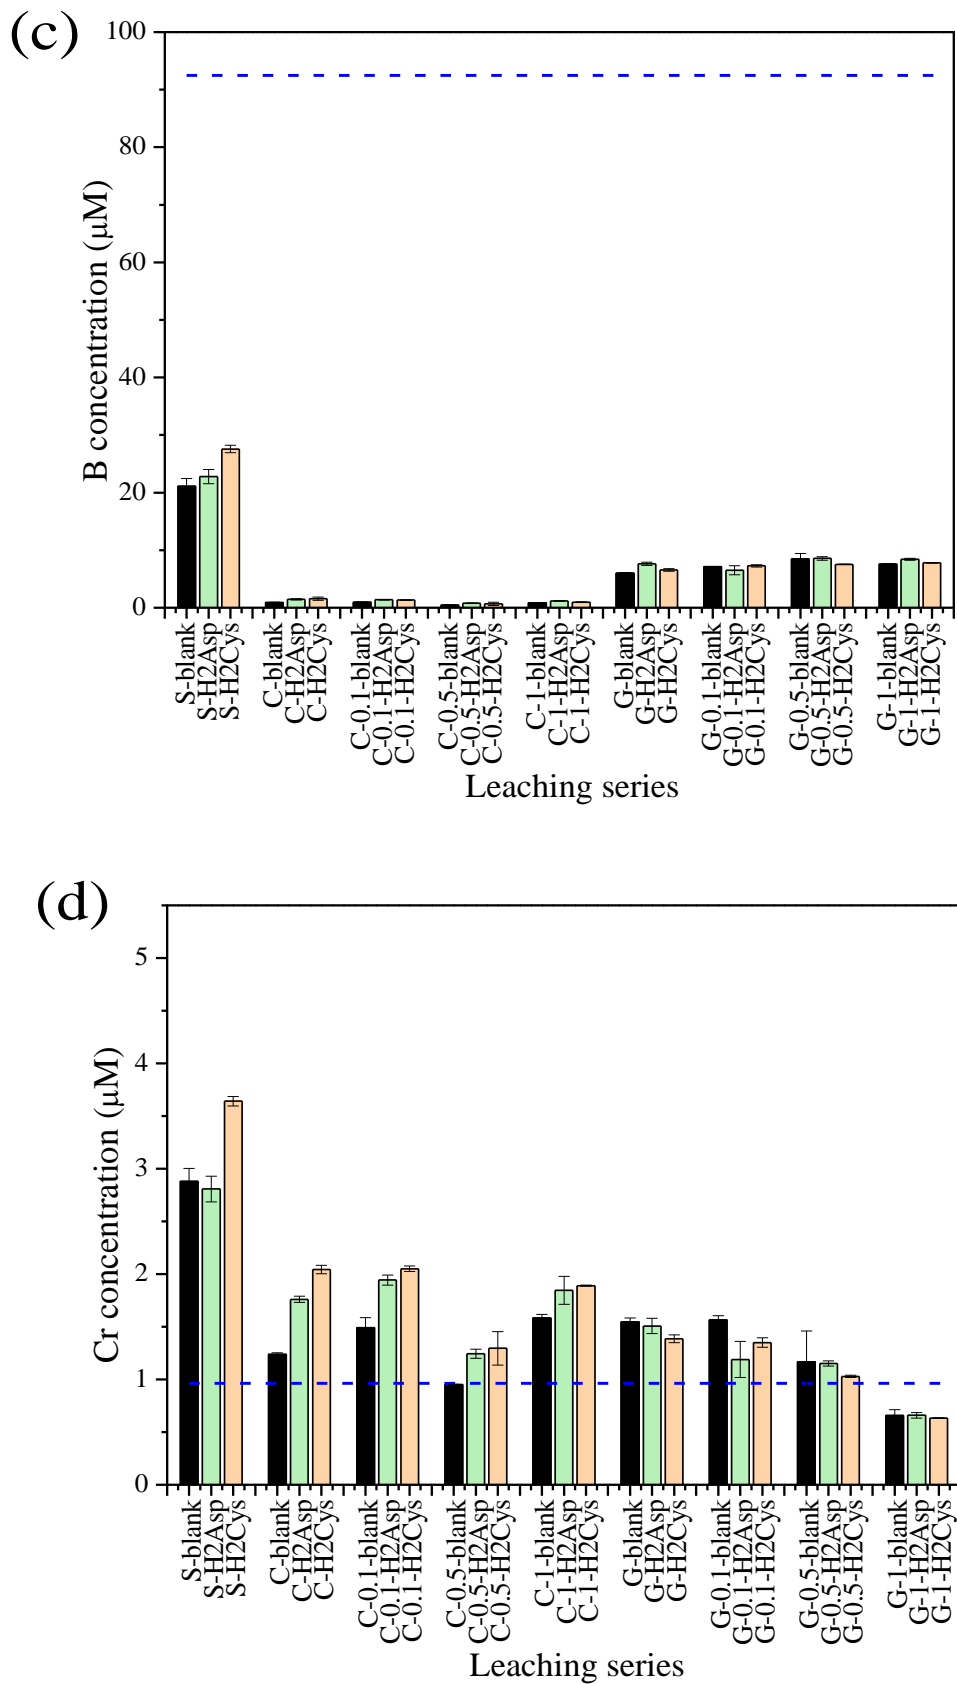 (c)
100
80
60
40
20
0
B concentration (μM)
S-blank
S-H2Asp
S-H2Cys
C-blank
C-H2Asp
C-H2Cys
C-0.1-blank
C-0.1-H2Asp
C-0.1-H2Cys
C-0.5-blank
C-0.5-H2Asp
C-0.5-H2Cys
C-1-blank
C-1-H2Asp
C-1-H2Cys
G-blank
G-H2Asp
G-H2Cys
G-0.1-blank
G-0.1-H2Asp
G-0.1-H2Cys
G-0.5-blank
G-0.5-H2Asp
G-0.5-H2Cys
G-1-blank
G-1-H2Asp
G-1-H2Cys
Leaching series
(d)
5
4
3
2
1
0
Cr concentration (μM)
S-blank
S-H2Asp
S-H2Cys
C-blank
C-H2Asp
C-H2Cys
C-0.1-blank
C-0.1-H2Asp
C-0.1-H2Cys
C-0.5-blank
C-0.5-H2Asp
C-0.5-H2Cys
C-1-blank
C-1-H2Asp
C-1-H2Cys
G-blank
G-H2Asp
G-H2Cys
G-0.1-blank
G-0.1-H2Asp
G-0.1-H2Cys
G-0.5-blank
G-0.5-H2Asp
G-0.5-H2Cys
G-1-blank
G-1-H2Asp
G-1-H2Cys
Leaching series